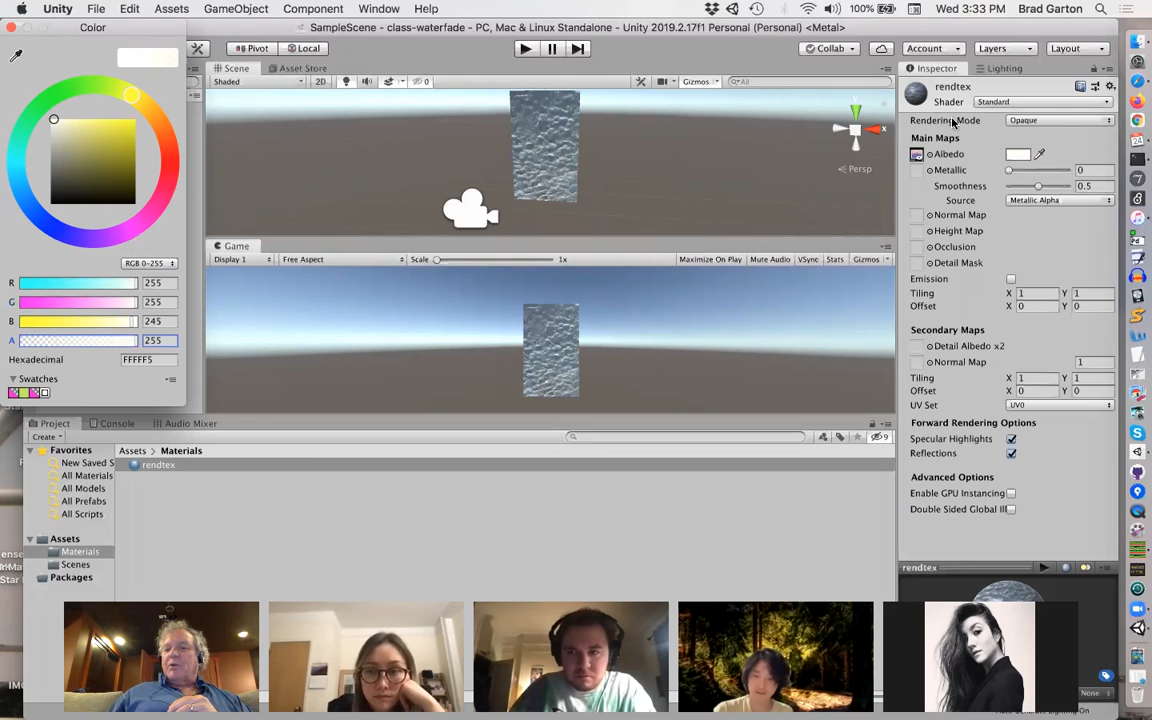 Unity File Edit Assets GameObject Component Window Help 100% Wed 3:33 PM Brad Garton
Color
SampleScene - class-waterfade - PC, Mac & Linux Standalone - Unity 2019.2.17f1 Personal (Personal) <Metal>
Pivot Local Collab Account Layers Layout
Scene Asset Store
Shaded 2D 0 Gizmos All
x
Persp
Game
Display 1 Free Aspect Scale 1x Maximize On Play Mute Audio VSync Stats Gizmos
RGB 0-255
R 255
G 255
B 245
A 255
Hexadecimal FFFFF5
Swatches
Inspector Lighting
rendtex
Shader Standard
Rendering Mode Opaque
Main Maps
Albedo
Metallic 0
Smoothness 0.5
Source Metallic Alpha
Normal Map
Height Map
Occlusion
Detail Mask
Emission
Tiling X 1 Y 1
Offset X 0 Y 0
Secondary Maps
Detail Albedo x2
Normal Map 1
Tiling X 1 Y 1
Offset X 0 Y 0
UV Set UV0
Forward Rendering Options
Specular Highlights
Reflections
Advanced Options
Enable GPU Instancing
Double Sided Global Ill
rendtex
None
Project Console Audio Mixer
Create 9
Favorites
New Saved S
All Materials
All Models
All Prefabs
All Scripts
Assets
Materials
Scenes
Packages
Assets > Materials
rendtex